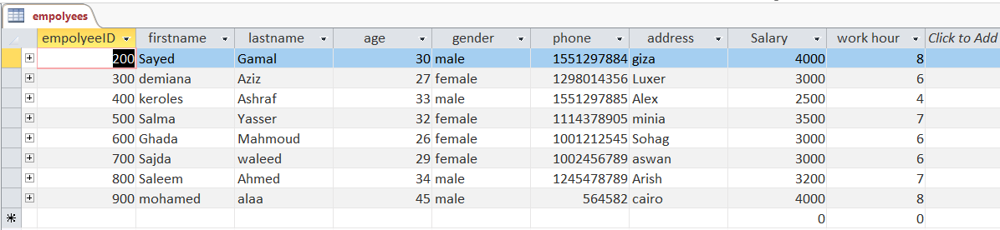 empolyees
empolyeeID firstname lastname age gender phone address Salary work hour Click to Add
200 Sayed Gamal 30 male 1551297884 giza 4000 8
300 demiana Aziz 27 female 1298014356 Luxer 3000 6
400 keroles Ashraf 33 male 1551297885 Alex 2500 4
500 Salma Yasser 32 female 1114378905 minia 3500 7
600 Ghada Mahmoud 26 female 1001212545 Sohag 3000 6
700 Sajda waleed 29 female 1002456789 aswan 3000 6
800 Saleem Ahmed 34 male 1245478789 Arish 3200 7
900 mohamed alaa 45 male 564582 cairo 4000 8
0 0